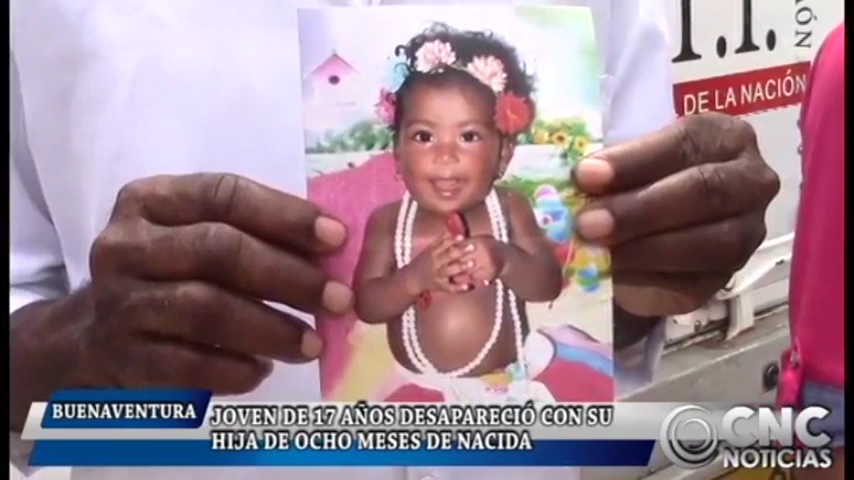 T.I.
IÓN
DE LA NACIÓN
BUENAVENTURA
JOVEN DE 17 AÑOS DESAPARECIÓ CON SU
HIJA DE OCHO MESES DE NACIDA
CNC
NOTICIAS